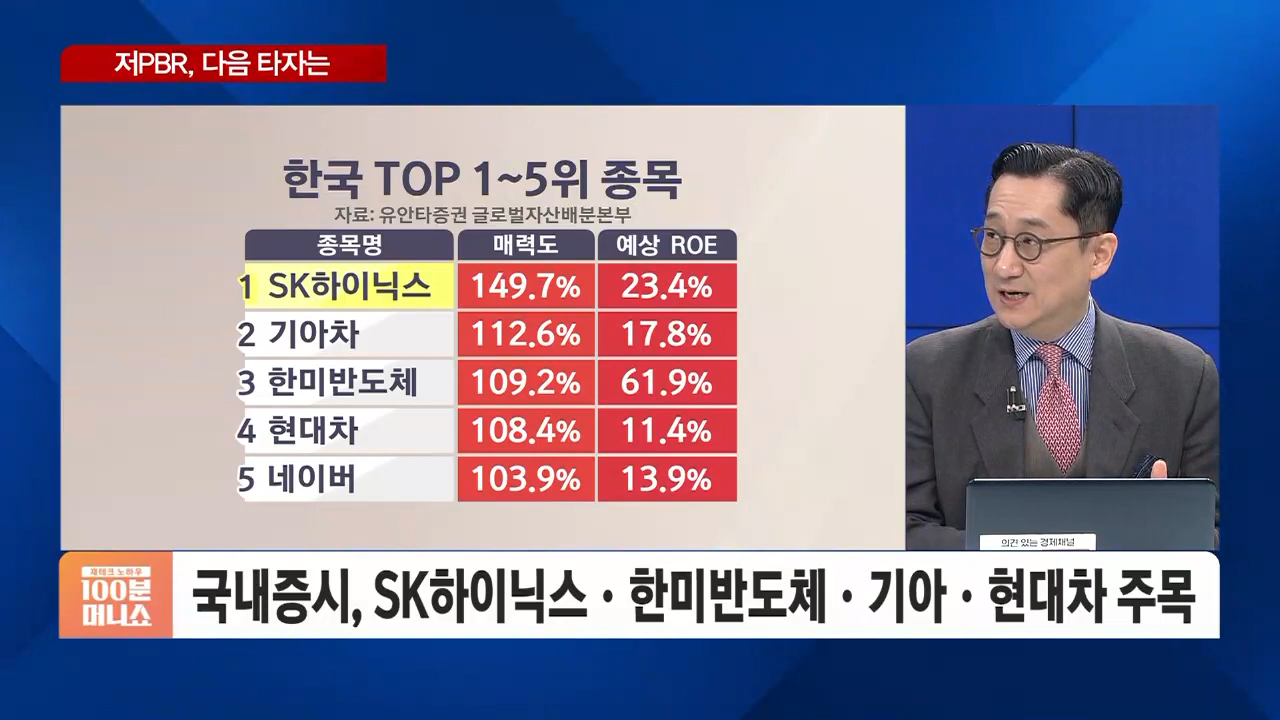 저PBR, 다음 타자는
한국 TOP 1~5위 종목
자료: 유안타증권 글로벌자산배분본부
종목명 매력도 예상 ROE
1 SK하이닉스 149.7% 23.4%
2 기아차 112.6% 17.8%
3 한미반도체 109.2% 61.9%
4 현대차 108.4% 11.4%
5 네이버 103.9% 13.9%
의견 있는 경제채널
재테크 노하우
100분
머니쇼
국내증시, SK하이닉스 · 한미반도체 · 기아 · 현대차 주목